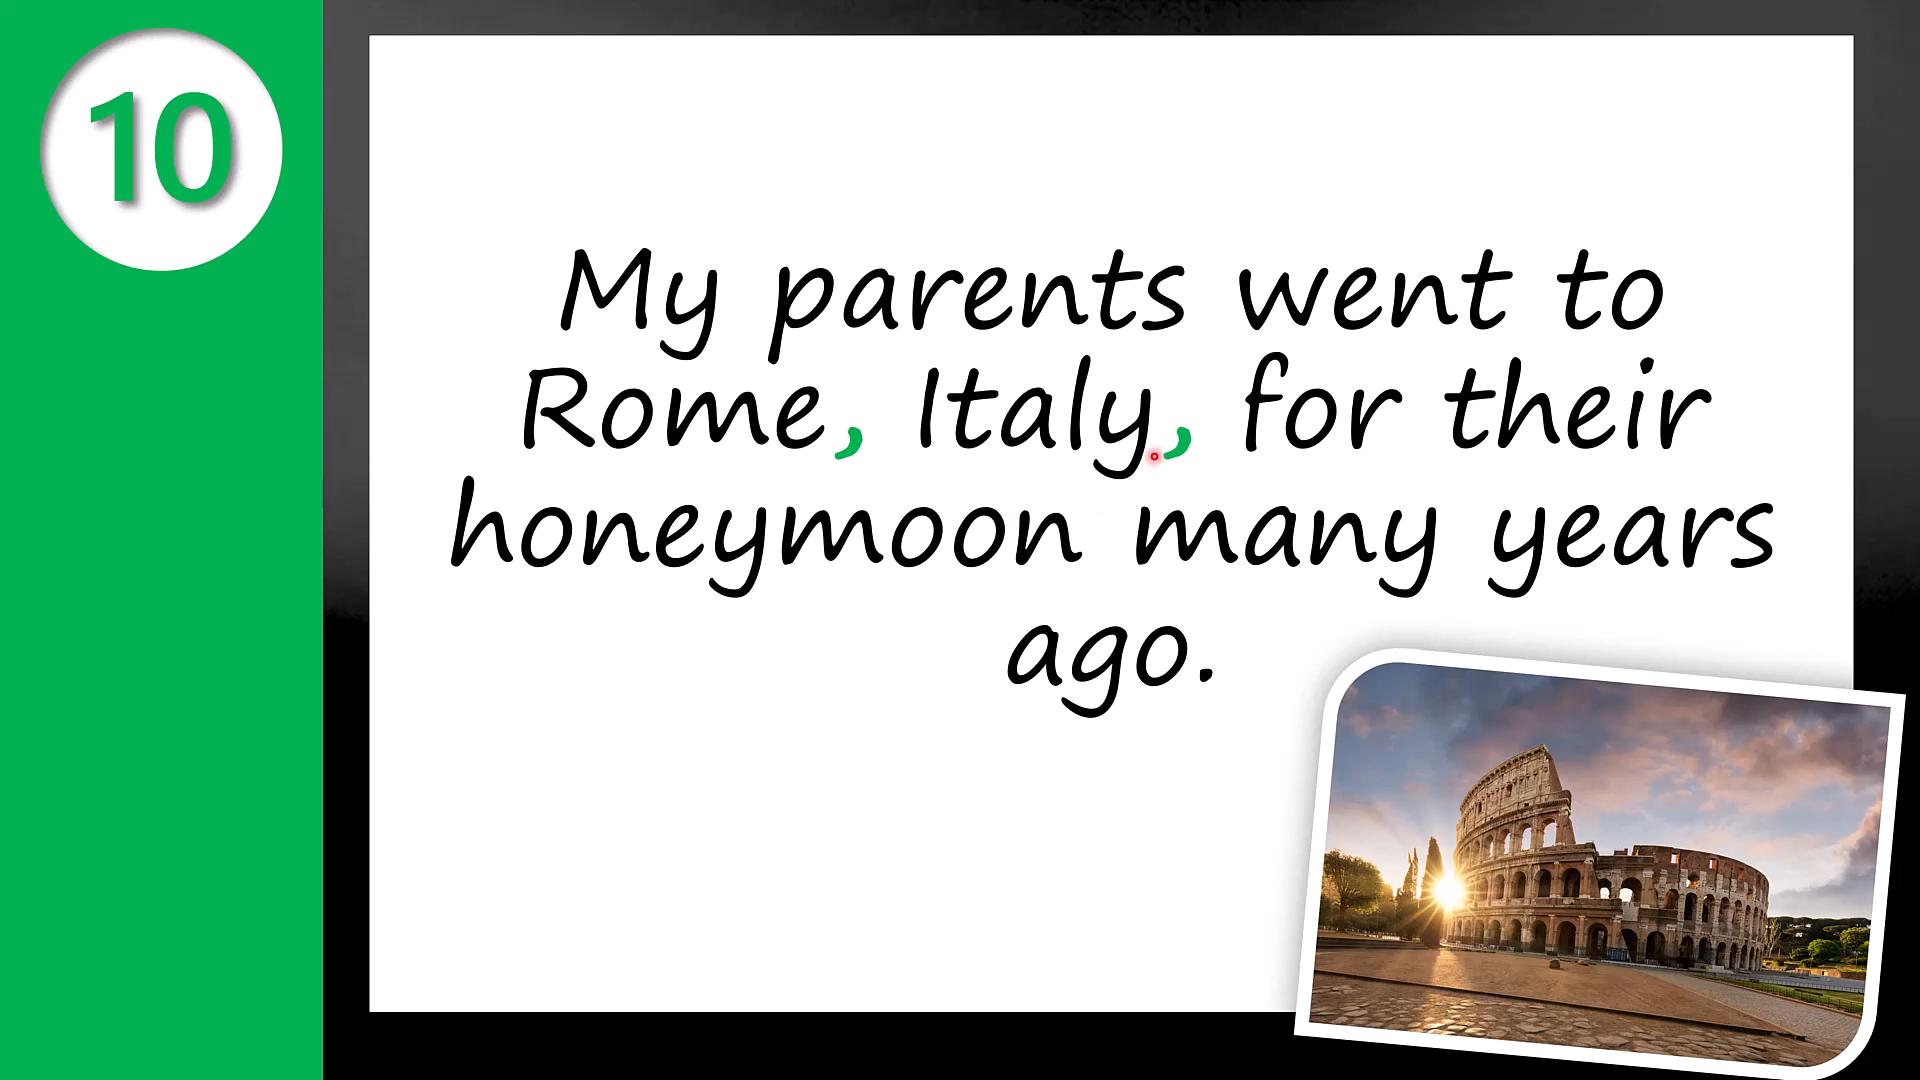 10
My parents went to
Rome, Italy, for their
honeymoon many years
ago.